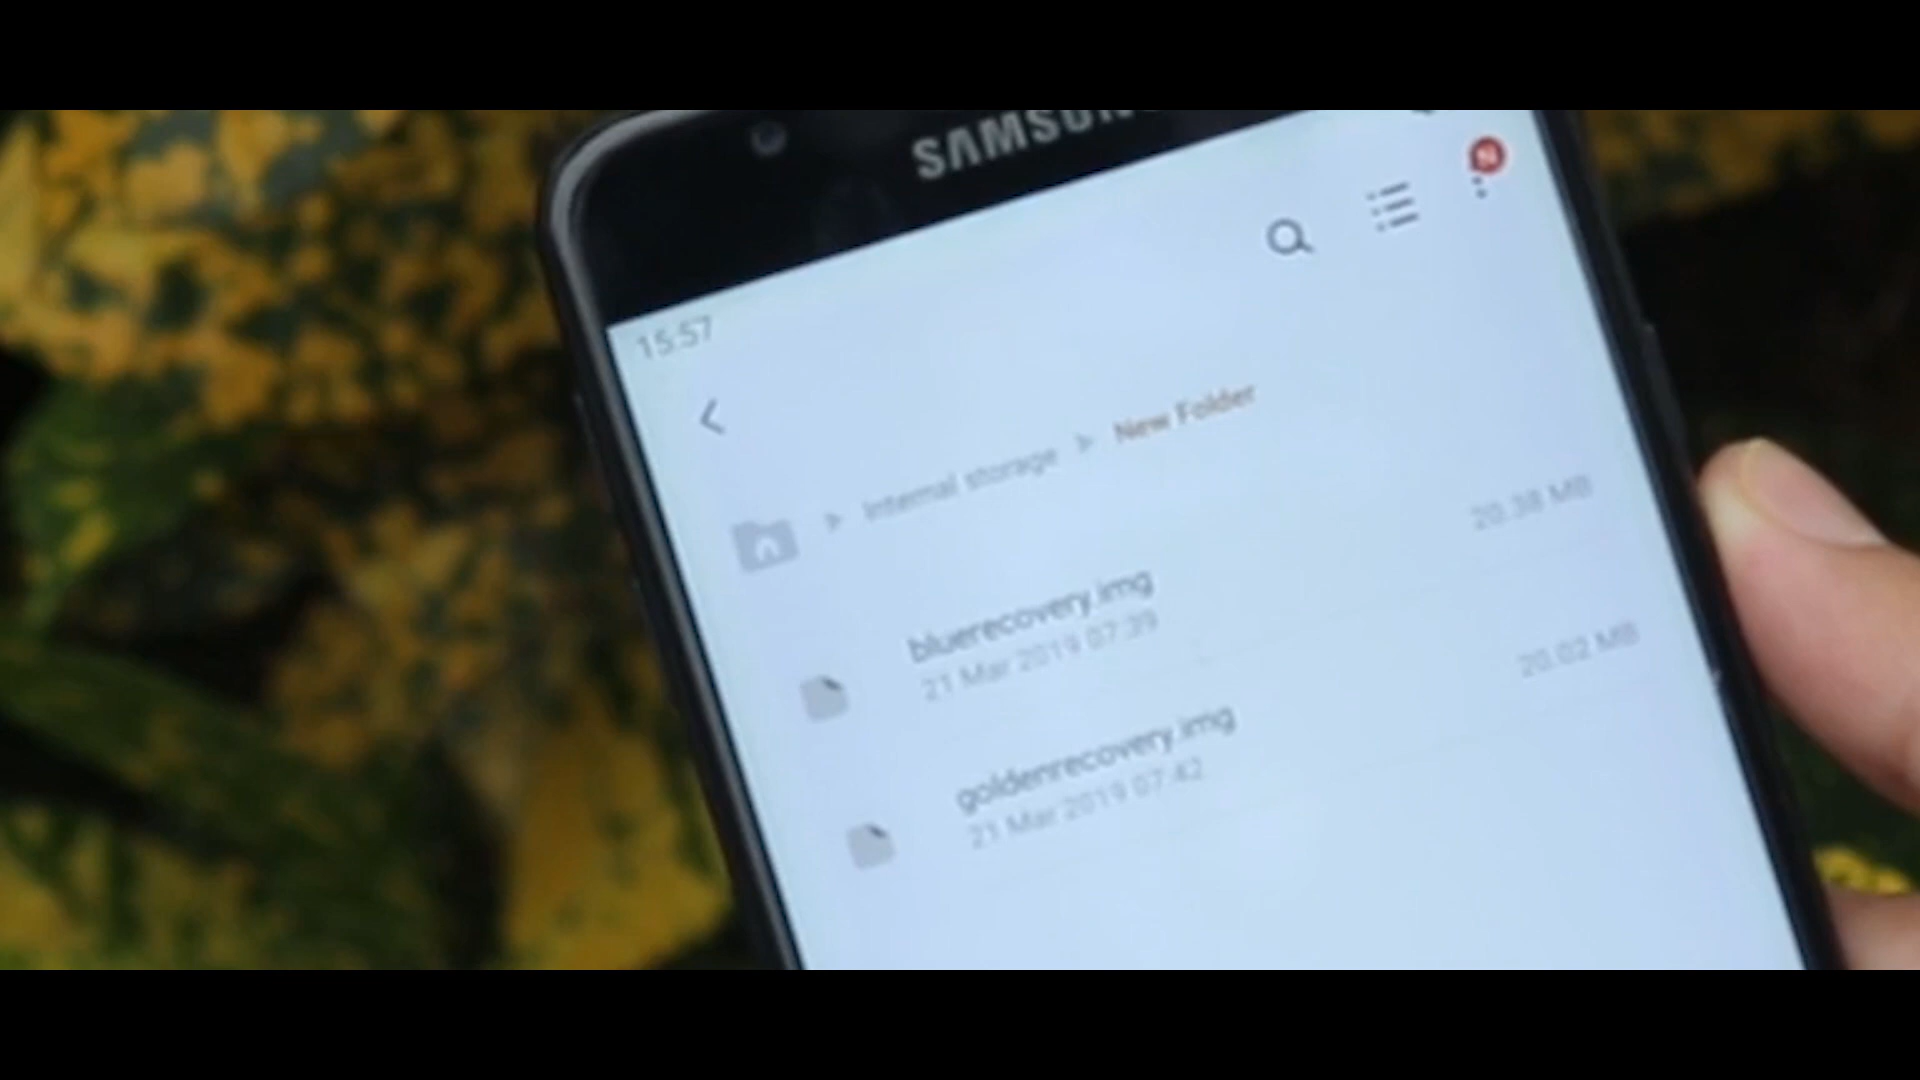 SAMSUN
N
15:57
Internal storage New Folder
bluerecovery.img
21 Mar 2019 07:39
20.38 MB
goldenrecovery.img
21 Mar 2019 07:42
20.02 MB